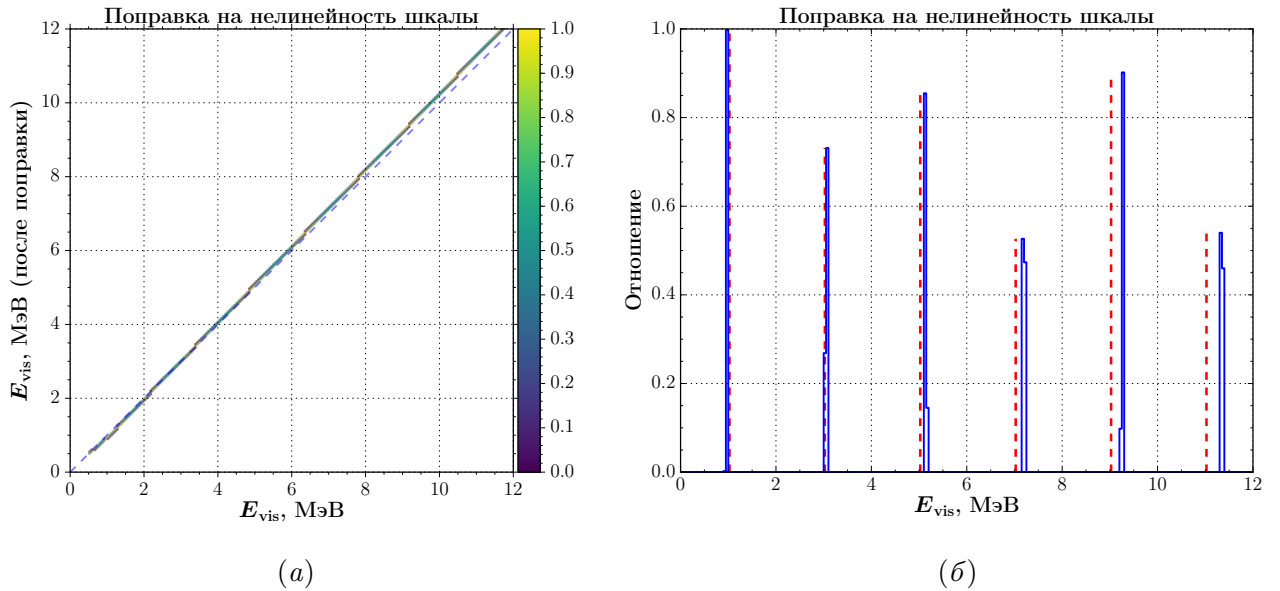 Поправка на нелинейность шкалы
E_vis, МэВ (после поправки)
12
10
8
6
4
2
0
0 2 4 6 8 10 12
E_vis, МэВ
1.0
0.9
0.8
0.7
0.6
0.5
0.4
0.3
0.2
0.1
0.0
(а)
Поправка на нелинейность шкалы
Отношение
1.0
0.8
0.6
0.4
0.2
0.0
0 2 4 6 8 10 12
E_vis, МэВ
(б)